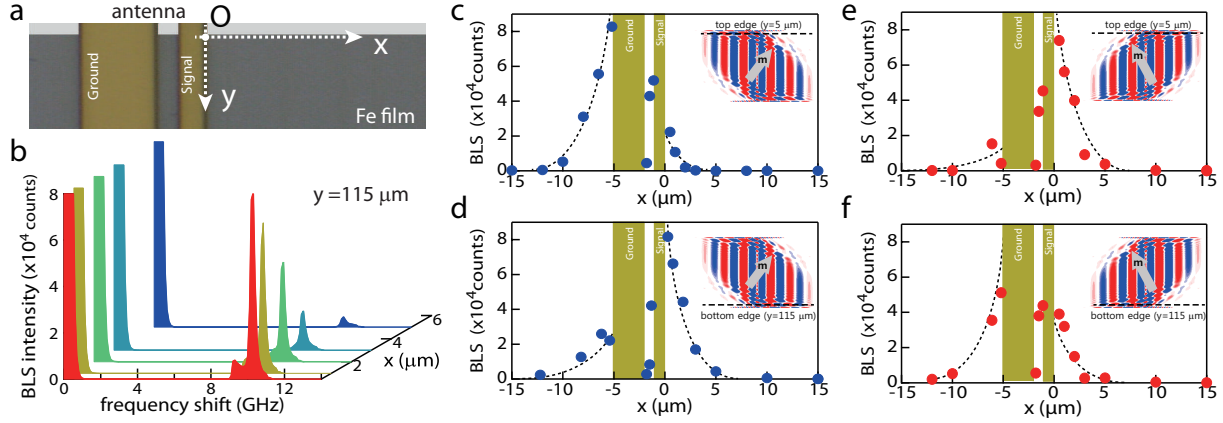 a
antenna
O
x
Ground
Signal
y
Fe film
b
BLS intensity (x10⁴ counts)
8
6
4
2
0
y =115 μm
0
4
8
12
frequency shift (GHz)
2
4
6
x (μm)
c
BLS (x10⁴counts)
8
6
4
2
0
Ground
Signal
top edge (y=5 μm)
m
-15
-10
-5
0
5
10
15
x (μm)
d
BLS (x10⁴counts)
8
6
4
2
0
Ground
Signal
m
bottom edge (y=115 μm)
-15
-10
-5
0
5
10
15
x (μm)
e
BLS (x10⁴counts)
8
6
4
2
0
Ground
Signal
top edge (y=5 μm)
m
-15
-10
-5
0
5
10
15
x (μm)
f
BLS (x10⁴counts)
8
6
4
2
0
Ground
Signal
m
bottom edge (y=115 μm)
-15
-10
-5
0
5
10
15
x (μm)